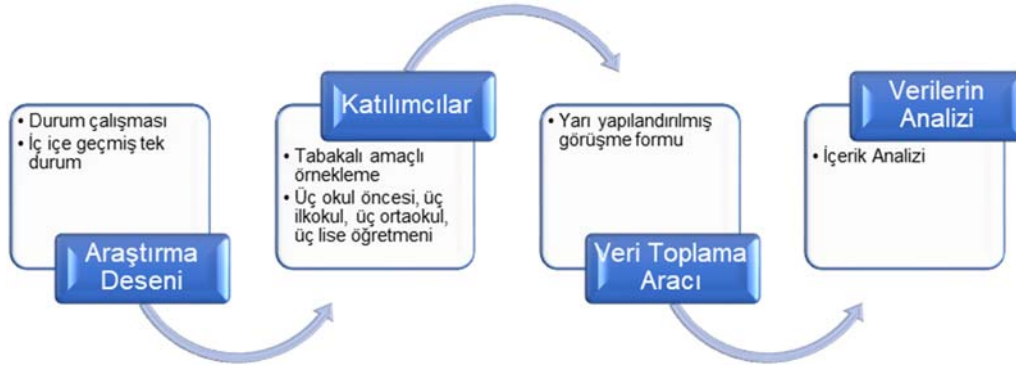 • Durum çalışması
• İç içe geçmiş tek
durum
Araştırma
Deseni
Katılımcılar
• Tabakalı amaçlı
örnekleme
• Üç okul öncesi, üç
ilkokul, üç ortaokul,
üç lise öğretmeni
• Yarı yapılandırılmış
görüşme formu
Veri Toplama
Aracı
Verilerin
Analizi
• İçerik Analizi